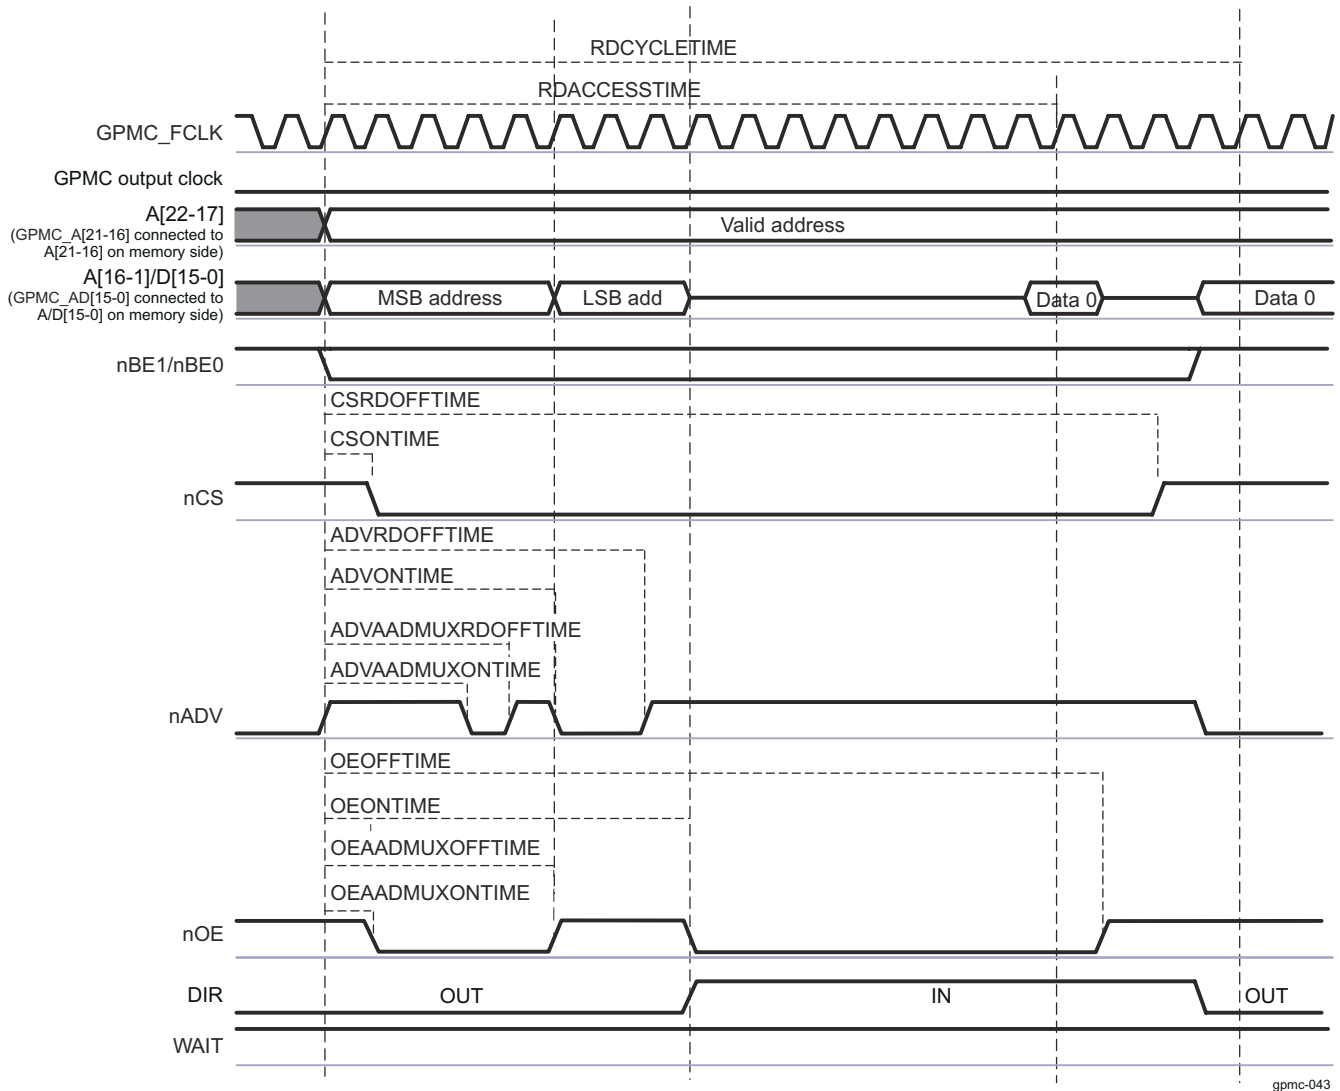 RDCYCLETIME
RDACCESSTIME
GPMC_FCLK
GPMC output clock
A[22-17]
(GPMC_A[21-16] connected to
A[21-16] on memory side)
Valid address
A[16-1]/D[15-0]
(GPMC_AD[15-0] connected to
A/D[15-0] on memory side)
MSB address
LSB add
Data 0
Data 0
nBE1/nBE0
CSRDOFFTIME
CSONTIME
nCS
ADVRDOFFTIME
ADVONTIME
ADVAADMUXRDOFFTIME
ADVAADMUXONTIME
nADV
OEOFFTIME
OEONTIME
OEAADMUXOFFTIME
OEAADMUXONTIME
nOE
DIR
OUT
IN
OUT
WAIT
gpmc-043